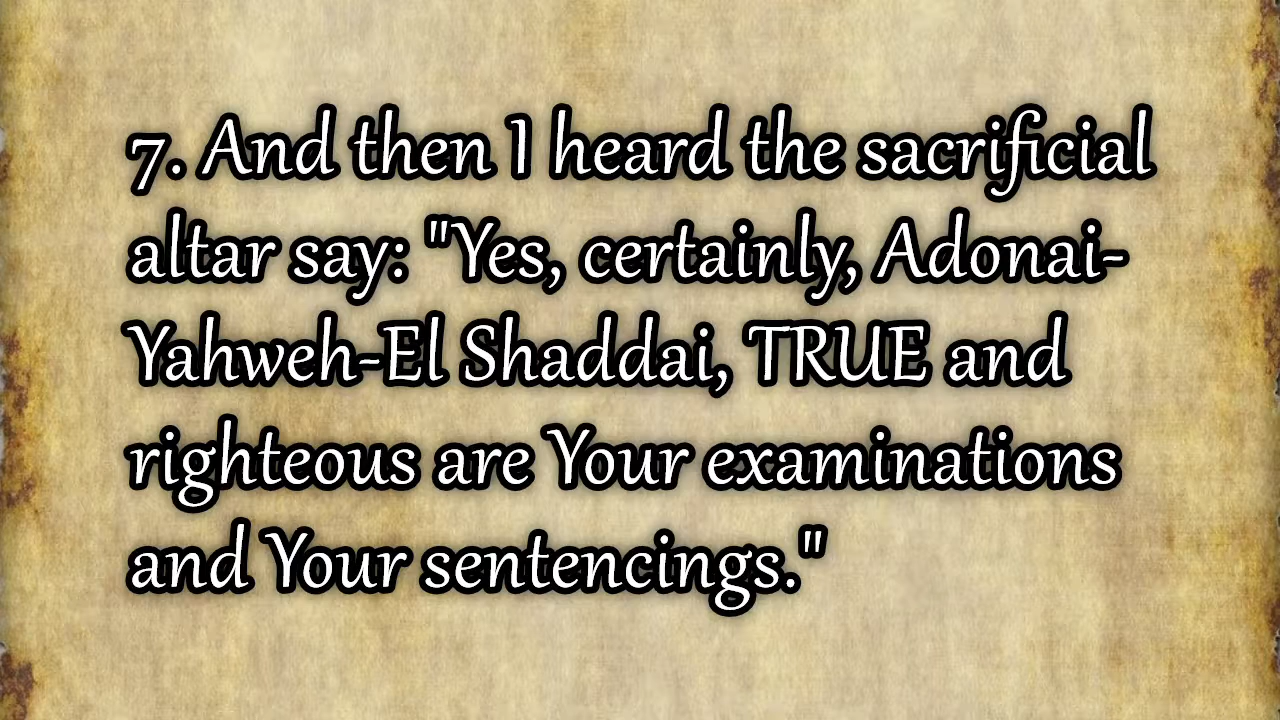 7. And then I heard the sacrificial
altar say: "Yes, certainly, Adonai-
Yahweh-El Shaddai, TRUE and
righteous are Your examinations
and Your sentencings."